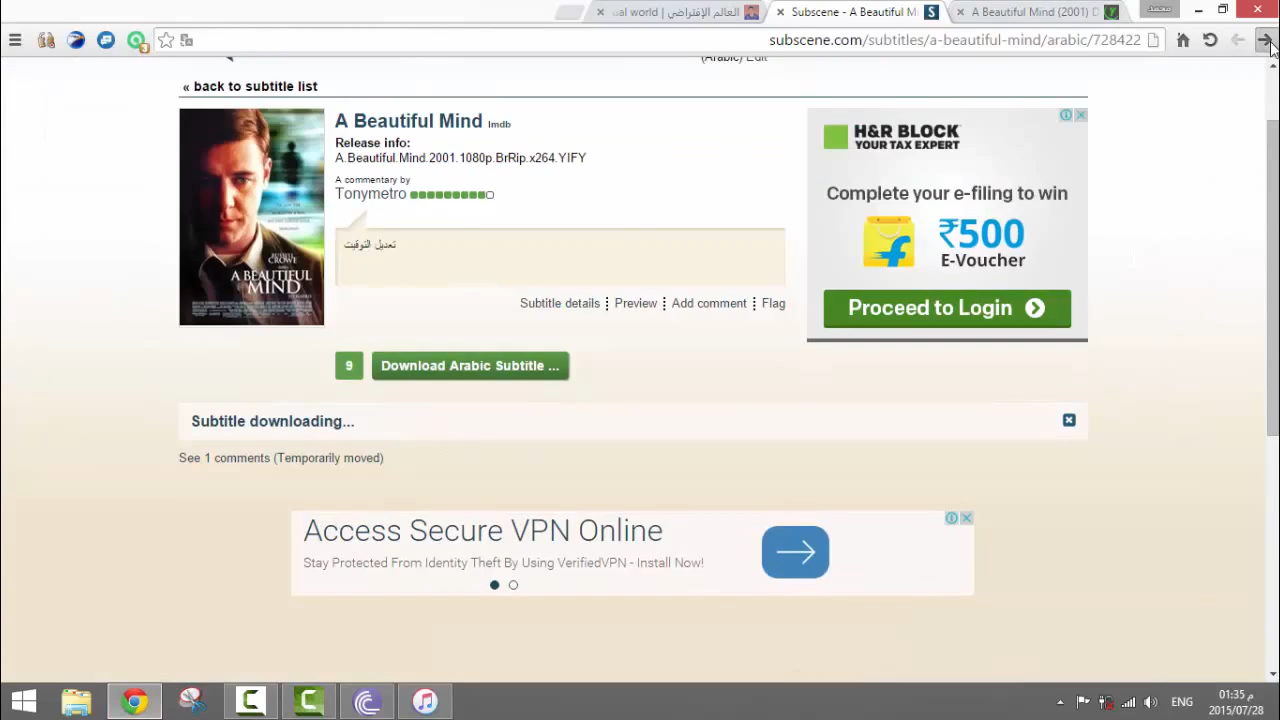 العالم الإفتراضي | ual world
Subscene - A Beautiful M
A Beautiful Mind (2001) D
subscene.com/subtitles/a-beautiful-mind/arabic/728422
(Arabic) Edit
« back to subtitle list
A Beautiful Mind Imdb
Release info:
A.Beautiful.Mind.2001.1080p.BrRip.x264.YIFY
A commentary by
Tonymetro
تعديل التوقيت
Subtitle details
Preview
Add comment
Flag
RUSSELL
CROWE
A BEAUTIFUL
MIND
H&R BLOCK
YOUR TAX EXPERT
Complete your e-filing to win
₹500
E-Voucher
Proceed to Login
9
Download Arabic Subtitle ...
Subtitle downloading...
See 1 comments (Temporarily moved)
Access Secure VPN Online
Stay Protected From Identity Theft By Using VerifiedVPN - Install Now!
ENG
01:35 م
2015/07/28